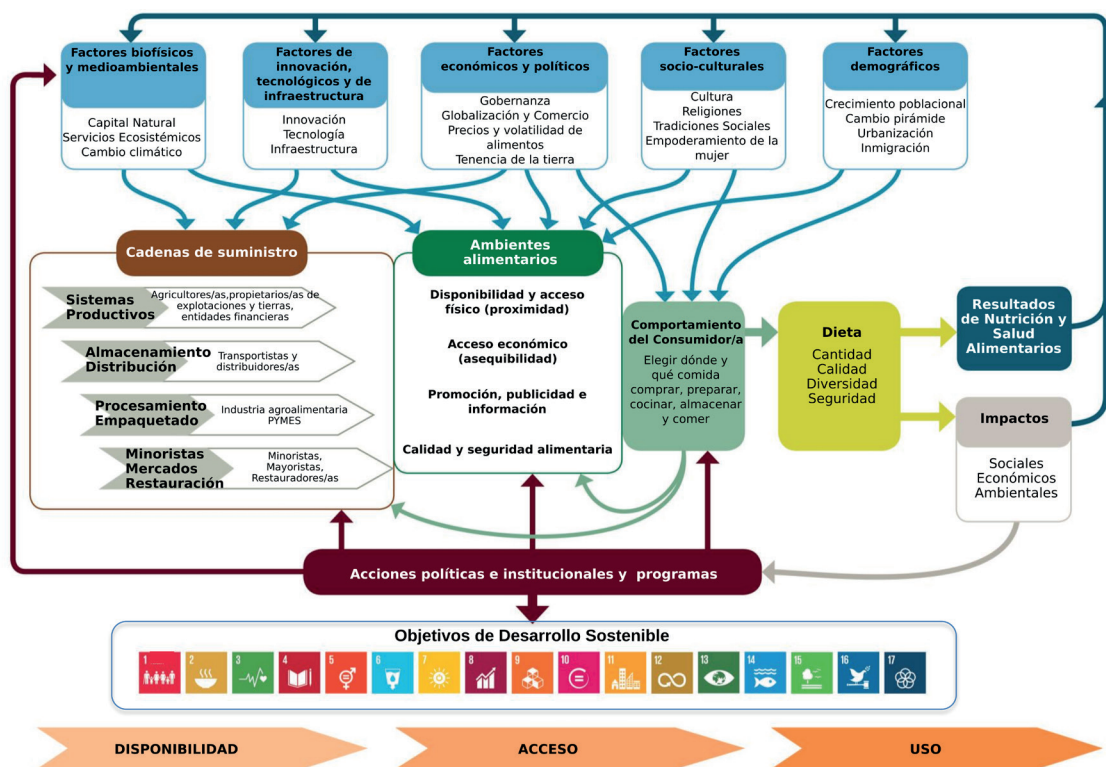 Factores biofísicos
y medioambientales
Capital Natural
Servicios Ecosistémicos
Cambio climático
Factores de
innovación,
tecnológicos y de
infraestructura
Innovación
Tecnología
Infraestructura
Factores
económicos y políticos
Gobernanza
Globalización y Comercio
Precios y volatilidad de
alimentos
Tenencia de la tierra
Factores
socio-culturales
Cultura
Religiones
Tradiciones Sociales
Empoderamiento de la
mujer
Factores
demográficos
Crecimiento poblacional
Cambio pirámide
Urbanización
Inmigración
Cadenas de suministro
Sistemas
Productivos
Agricultores/as,propietarios/as de
explotaciones y tierras,
entidades financieras
Almacenamiento
Distribución
Transportistas y
distribuidores/as
Procesamiento
Empaquetado
Industria agroalimentaria
PYMES
Minoristas
Mercados
Restauración
Minoristas,
Mayoristas,
Restauradores/as
Ambientes
alimentarios
Disponibilidad y acceso
físico (proximidad)
Acceso económico
(asequibilidad)
Promoción, publicidad e
información
Calidad y seguridad alimentaria
Comportamiento
del Consumidor/a
Elegir dónde y
qué comida
comprar, preparar,
cocinar, almacenar
y comer
Dieta
Cantidad
Calidad
Diversidad
Seguridad
Resultados
de Nutrición y
Salud
Alimentarios
Impactos
Sociales
Económicos
Ambientales
Acciones políticas e institucionales y programas
Objetivos de Desarrollo Sostenible
1 2 3 4 5 6 7 8 9 10 11 12 13 14 15 16 17
DISPONIBILIDAD
ACCESO
USO